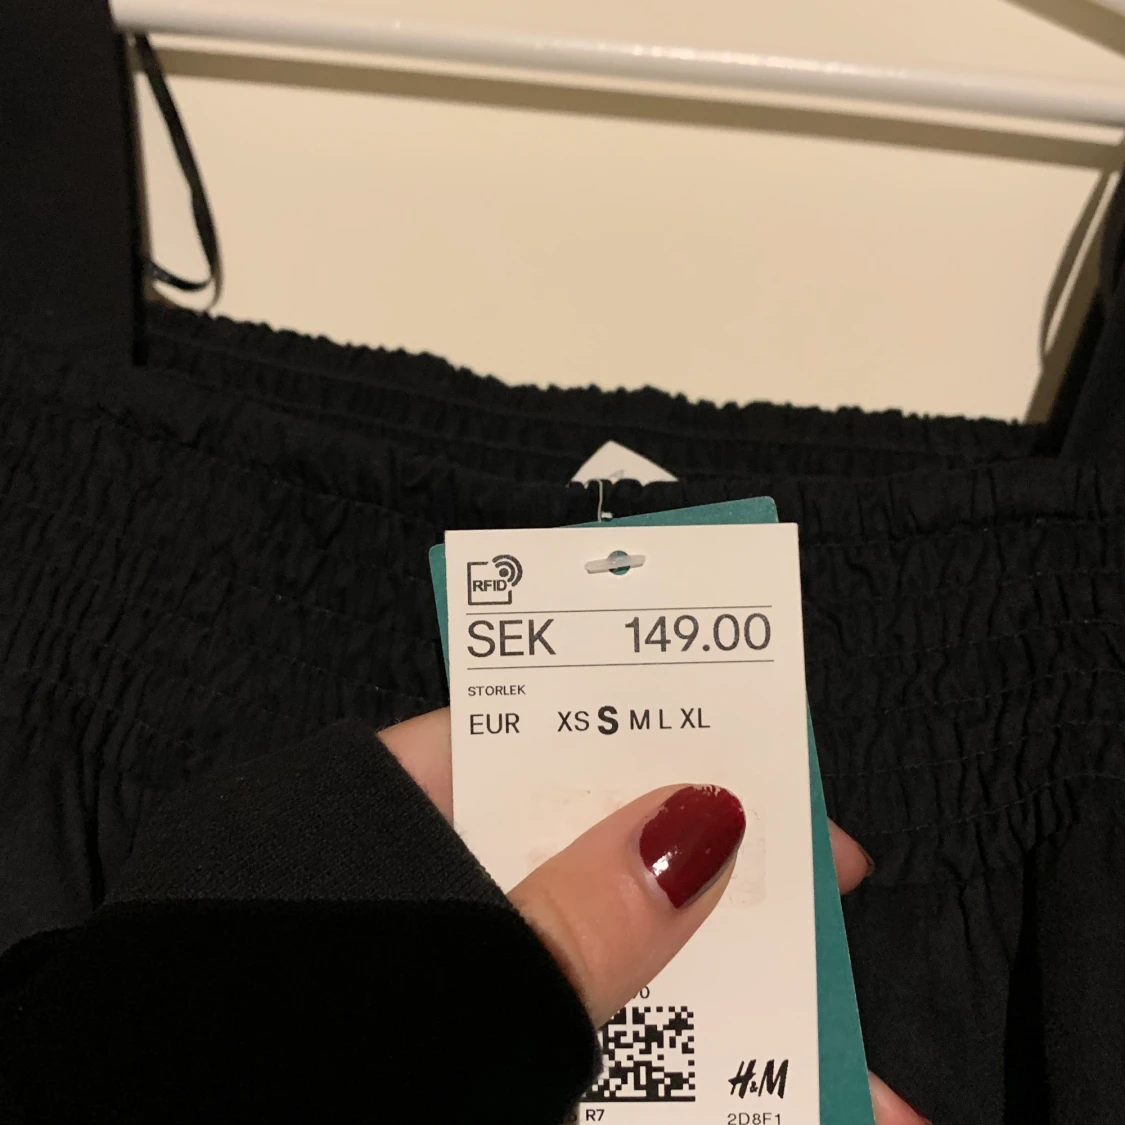 RFID
SEK 149.00
STORLEK
EUR XS S M L XL
H&M
R7
2D8F1